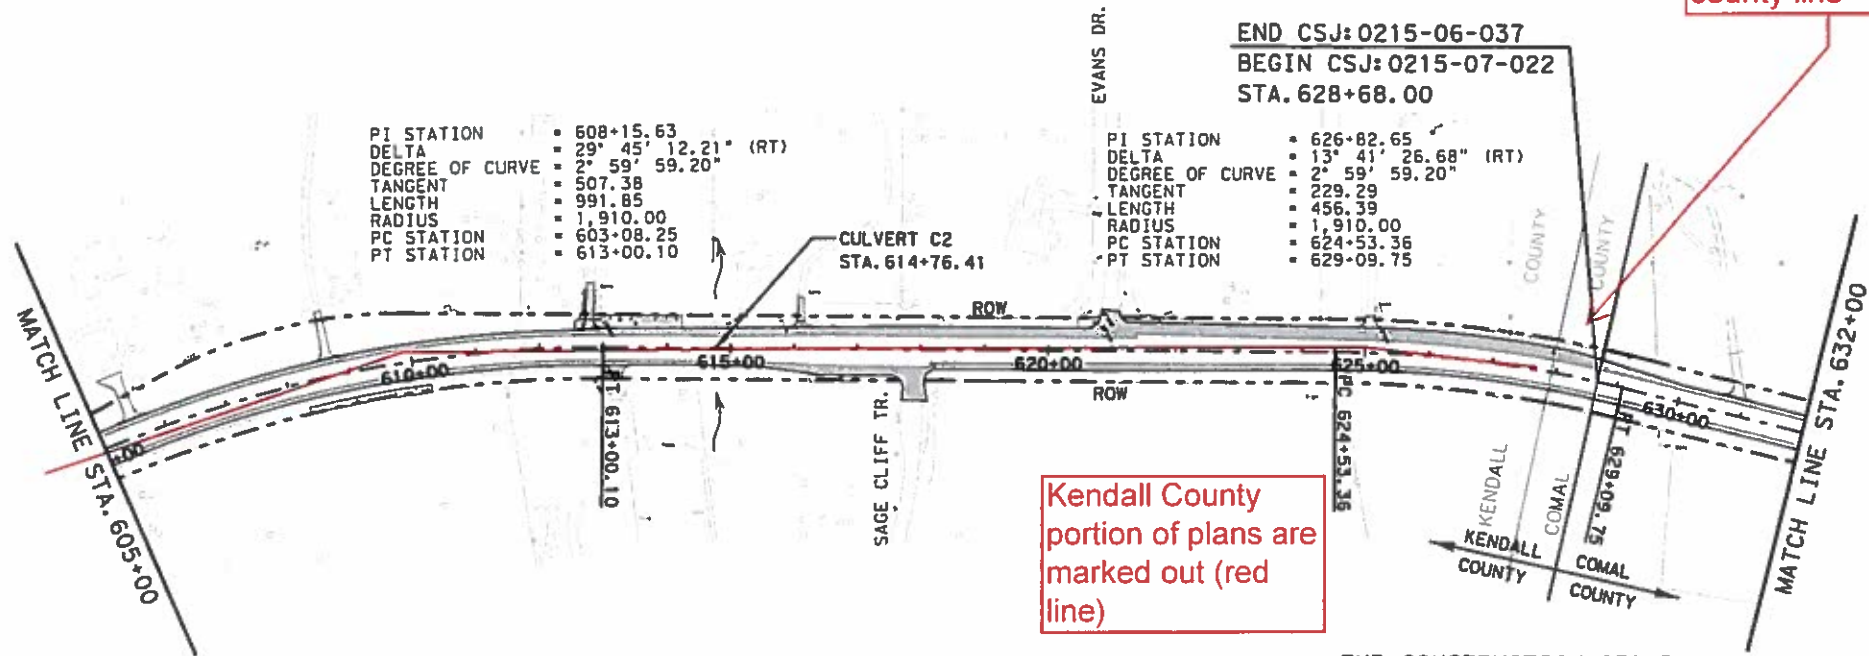 county line
EVANS DR.
END CSJ: 0215-06-037
BEGIN CSJ: 0215-07-022
STA. 628+68.00
PI STATION = 608+15.63
DELTA = 29° 45' 12.21" (RT)
DEGREE OF CURVE = 2° 59' 59.20"
TANGENT = 507.38
LENGTH = 991.85
RADIUS = 1,910.00
PC STATION = 603+08.25
PT STATION = 613+00.10
PI STATION = 626+82.65
DELTA = 13° 41' 26.68" (RT)
DEGREE OF CURVE = 2° 59' 59.20"
TANGENT = 229.29
LENGTH = 456.39
RADIUS = 1,910.00
PC STATION = 624+53.36
PT STATION = 629+09.75
CULVERT C2
STA. 614+76.41
COUNTY
COUNTY
ROW
MATCH LINE STA. 605+00
+00
610+00
615+00
620+00
625+00
630+00
MATCH LINE STA. 632+00
PT 613+00.10
ROW
SAGE CLIFF TR.
PC 624+53.36
PT 629+09.75
KENDALL
COMAL
Kendall County
portion of plans are
marked out (red
line)
KENDALL
COUNTY
COMAL
COUNTY